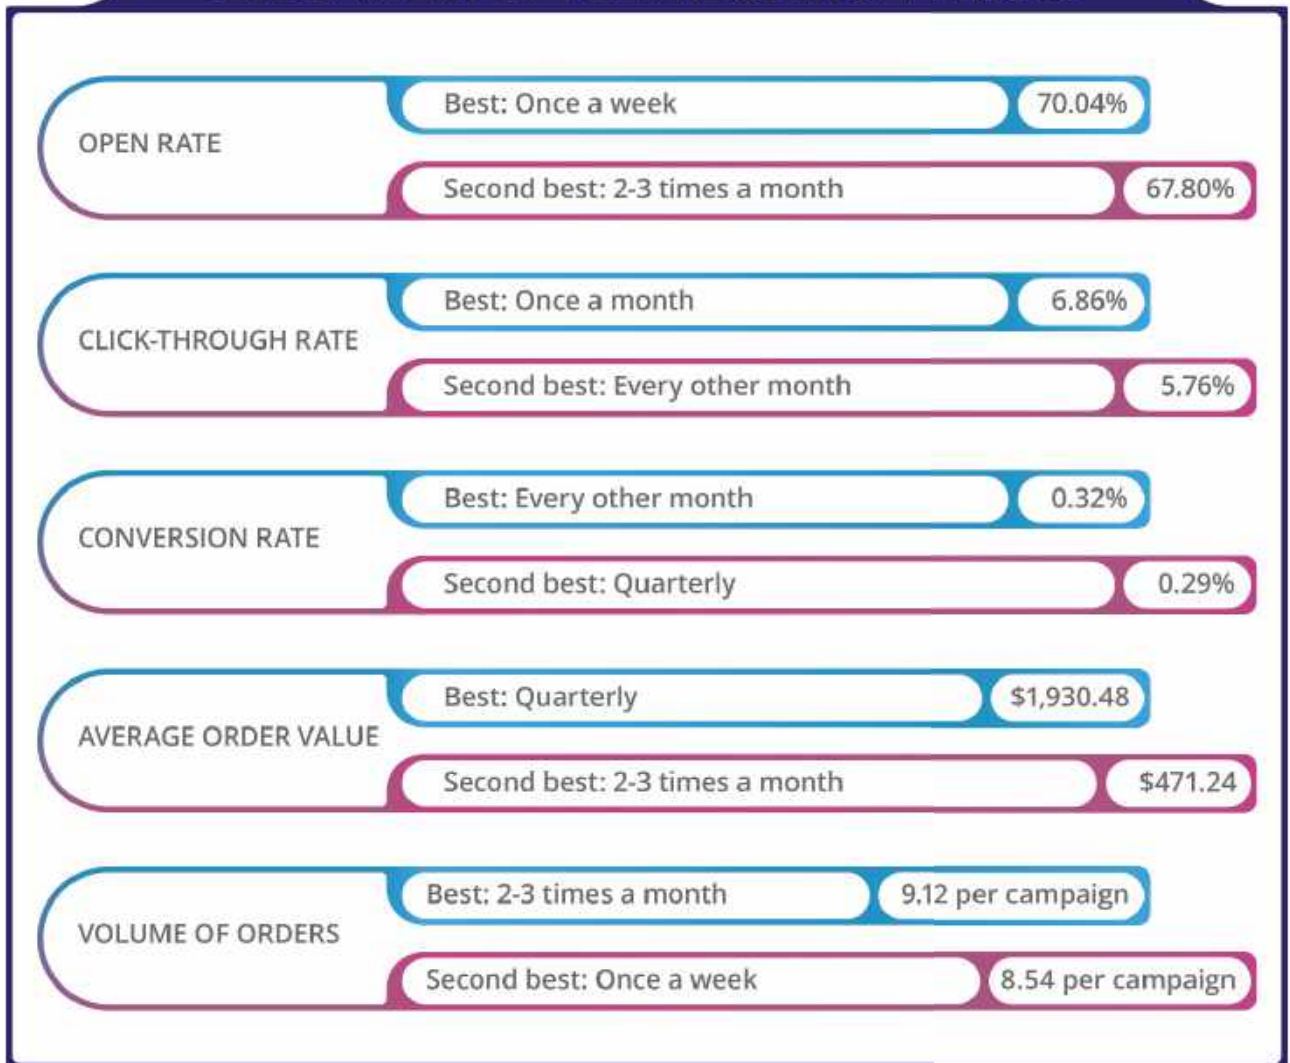 OPEN RATE
Best: Once a week
70.04%
Second best: 2-3 times a month
67.80%
CLICK-THROUGH RATE
Best: Once a month
6.86%
Second best: Every other month
5.76%
CONVERSION RATE
Best: Every other month
0.32%
Second best: Quarterly
0.29%
AVERAGE ORDER VALUE
Best: Quarterly
$1,930.48
Second best: 2-3 times a month
$471.24
VOLUME OF ORDERS
Best: 2-3 times a month
9.12 per campaign
Second best: Once a week
8.54 per campaign